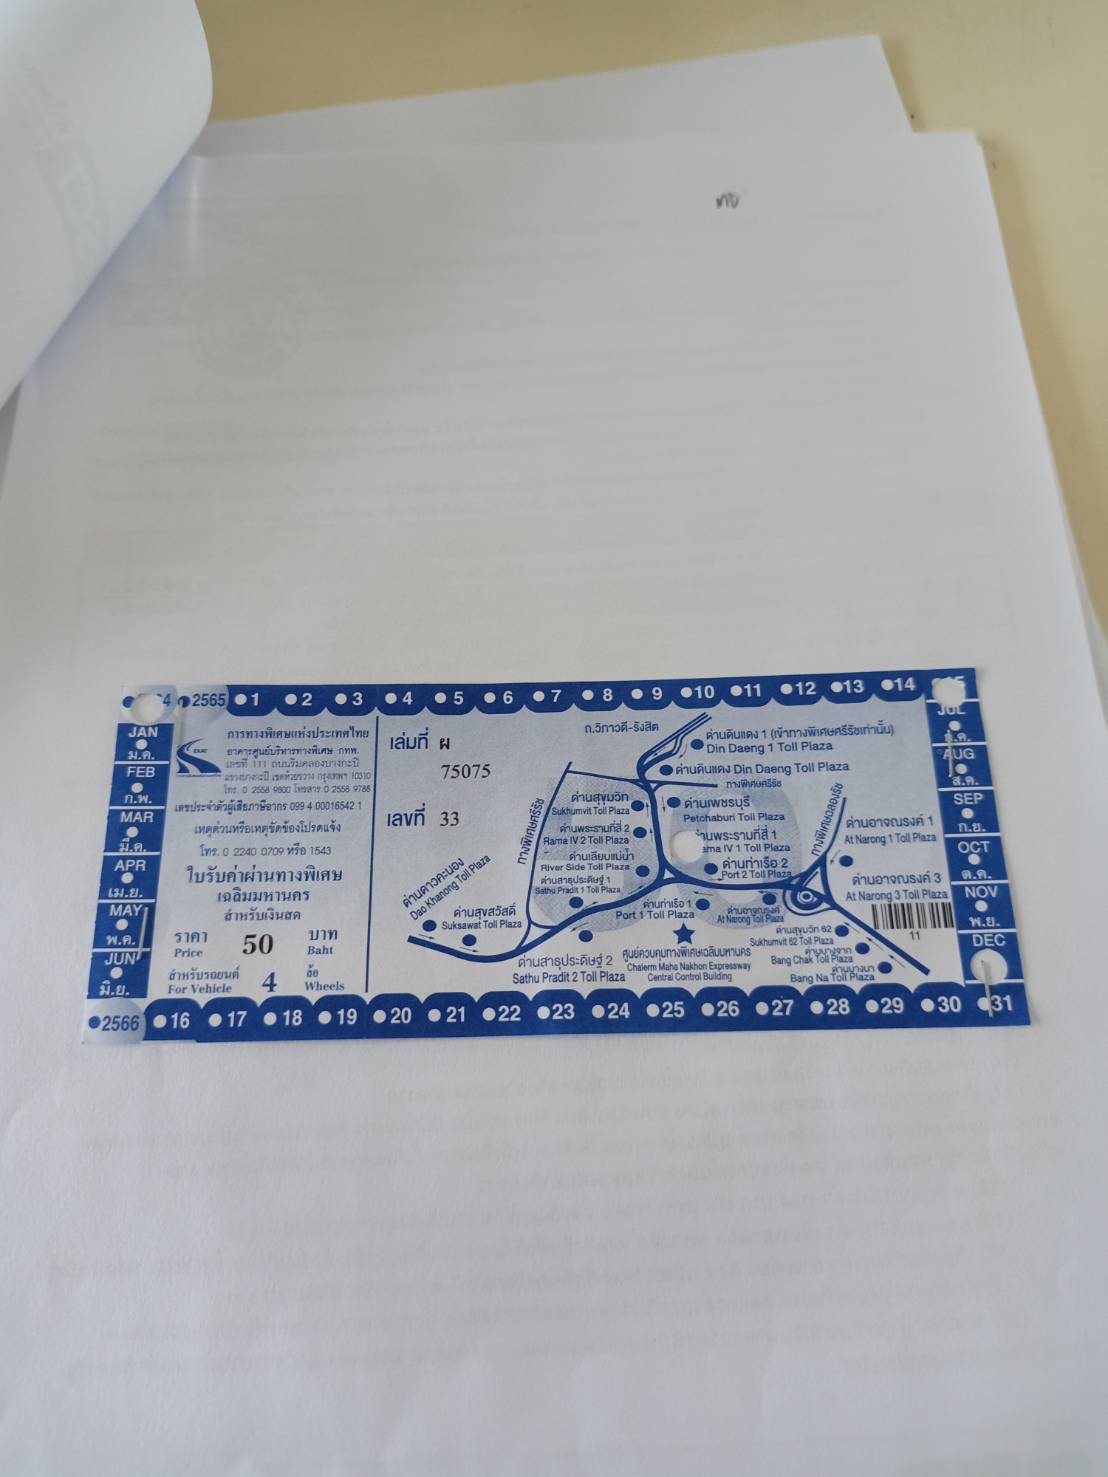 ทบ
2565 1 2 3 4 5 6 7 8 9 10 11 12 13 14
JAN
ม.ค.
FEB
ก.พ.
MAR
มี.ค.
APR
เม.ย.
MAY
พ.ค.
JUN
มิ.ย.
การทางพิเศษแห่งประเทศไทย
อาคารศูนย์บริหารทางพิเศษ กทพ.
เลขที่ 111 ถนนริมคลองบางกะปิ
แขวงบางกะปิ เขตห้วยขวาง กรุงเทพฯ 10310
โทร. 0 2558 9800 โทรสาร 0 2558 9788
เลขประจำตัวผู้เสียภาษีอากร 099 4 00016542 1
เหตุด่วนหรือเหตุขัดข้องโปรดแจ้ง
โทร. 0 2240 0709 หรือ 1543
ใบรับค่าผ่านทางพิเศษ
เฉลิมมหานคร
สำหรับเงินสด
ราคา 50 บาท
Price Baht
สำหรับรถยนต์ 4 ล้อ
For Vehicle Wheels
เล่มที่ ผ
75075
เลขที่ 33
ถ.วิภาวดี-รังสิต
ด่านดินแดง 1 (เข้าทางพิเศษศรีรัชเท่านั้น)
Din Daeng 1 Toll Plaza
ด่านดินแดง Din Daeng Toll Plaza
ทางพิเศษศรีรัช
ทางพิเศษศรีรัช
ทางพิเศษฉลองรัช
ด่านสุขุมวิท
Sukhumvit Toll Plaza
ด่านพระรามที่สี่ 2
Rama IV 2 Toll Plaza
ด่านเลียบแม่น้ำ
River Side Toll Plaza
ด่านสาธุประดิษฐ์ 1
Sathu Pradit 1 Toll Plaza
ด่านเพชรบุรี
Petchaburi Toll Plaza
พระรามที่สี่ 1
IV 1 Toll Plaza
ด่านท่าเรือ 2
Port 2 Toll Plaza
ด่านอาจณรงค์ 1
At Narong 1 Toll Plaza
ด่านอาจณรงค์ 3
At Narong 3 Toll Plaza
11
ด่านดาวคะนอง
Dao Khanong Toll Plaza
ด่านสุขสวัสดิ์
Suksawat Toll Plaza
ด่านท่าเรือ 1
Port 1 Toll Plaza
ด่านอาจณรงค์
At Narong Toll Plaza
ด่านสาธุประดิษฐ์ 2
Sathu Pradit 2 Toll Plaza
ศูนย์ควบคุมทางพิเศษเฉลิมมหานคร
Chalerm Maha Nakhon Expressway
Central Control Building
ด่านสุขุมวิท 62
Sukhumvit 62 Toll Plaza
ด่านบางจาก
Bang Chak Toll Plaza
ด่านบางนา
Bang Na Toll Plaza
JUL
AUG
ส.ค.
SEP
ก.ย.
OCT
ต.ค.
NOV
พ.ย.
DEC
2566 16 17 18 19 20 21 22 23 24 25 26 27 28 29 30 31